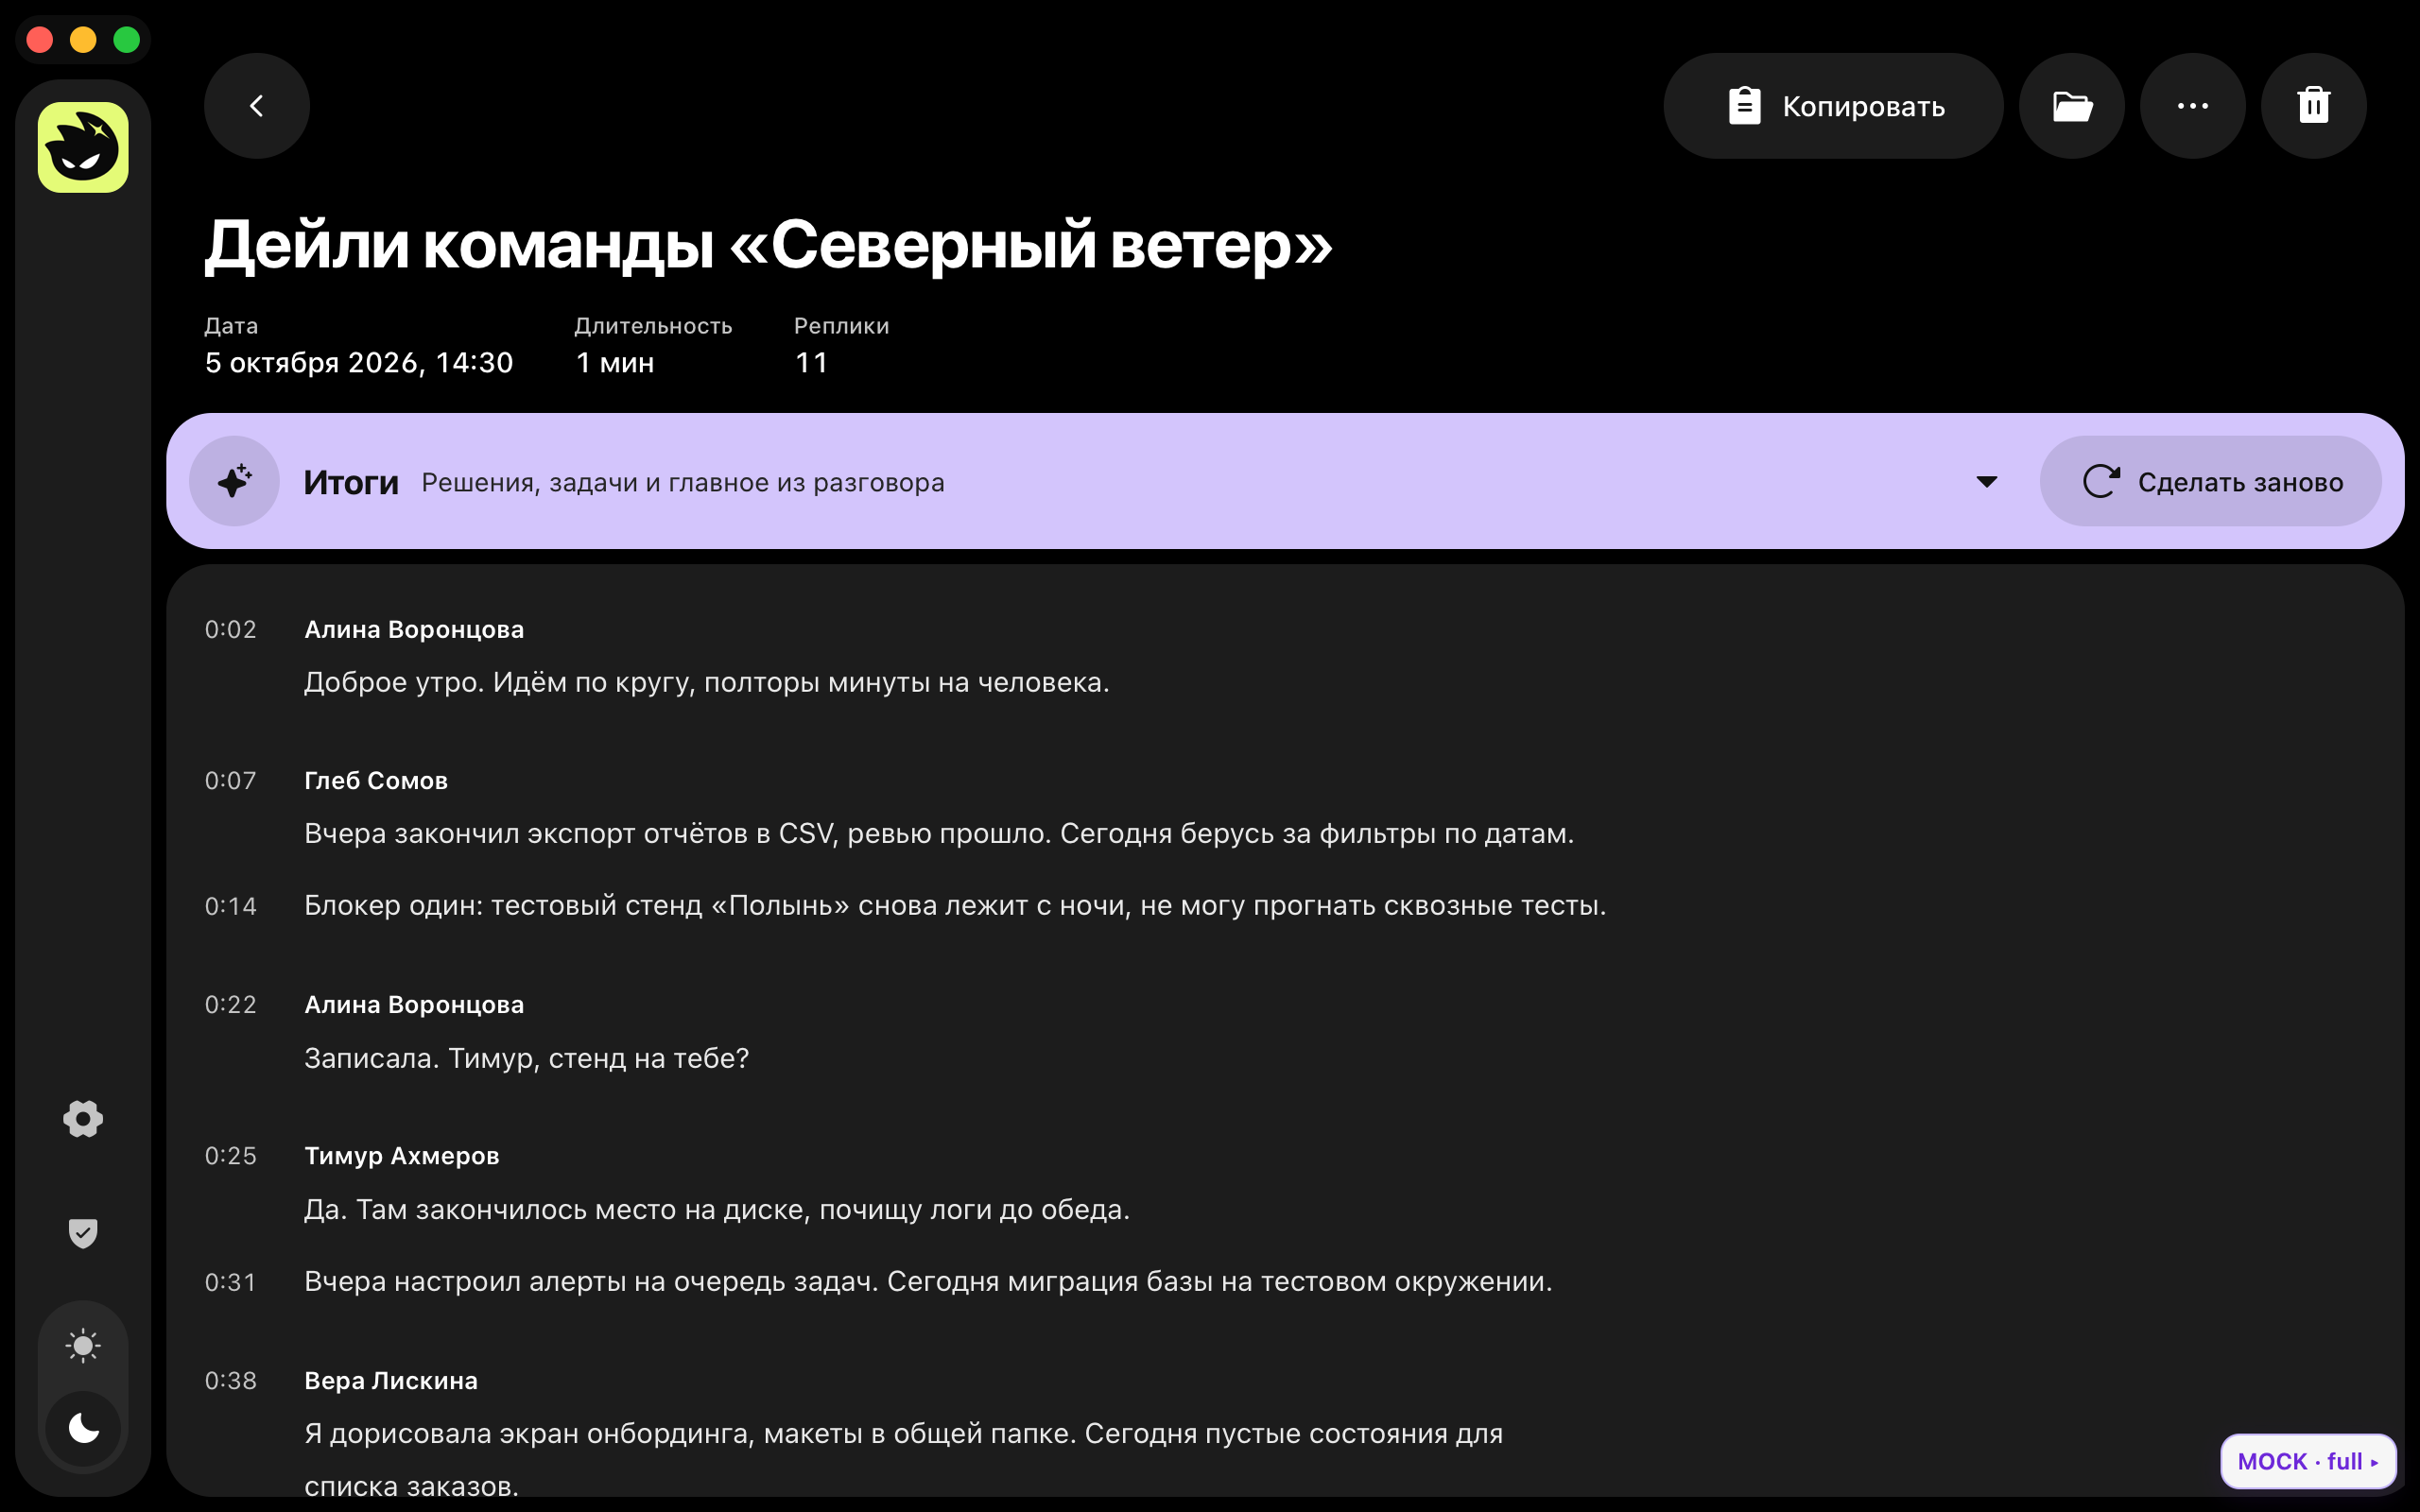 Копировать
Дейли команды «Северный ветер»
Дата
5 октября 2026, 14:30
Длительность
1 мин
Реплики
11
Итоги Решения, задачи и главное из разговора
Сделать заново
0:02 Алина Воронцова
Доброе утро. Идём по кругу, полторы минуты на человека.
0:07 Глеб Сомов
Вчера закончил экспорт отчётов в CSV, ревью прошло. Сегодня берусь за фильтры по датам.
0:14 Блокер один: тестовый стенд «Полынь» снова лежит с ночи, не могу прогнать сквозные тесты.
0:22 Алина Воронцова
Записала. Тимур, стенд на тебе?
0:25 Тимур Ахмеров
Да. Там закончилось место на диске, почищу логи до обеда.
0:31 Вчера настроил алерты на очередь задач. Сегодня миграция базы на тестовом окружении.
0:38 Вера Лискина
Я дорисовала экран онбординга, макеты в общей папке. Сегодня пустые состояния для
списка заказов.
MOCK · full ▸